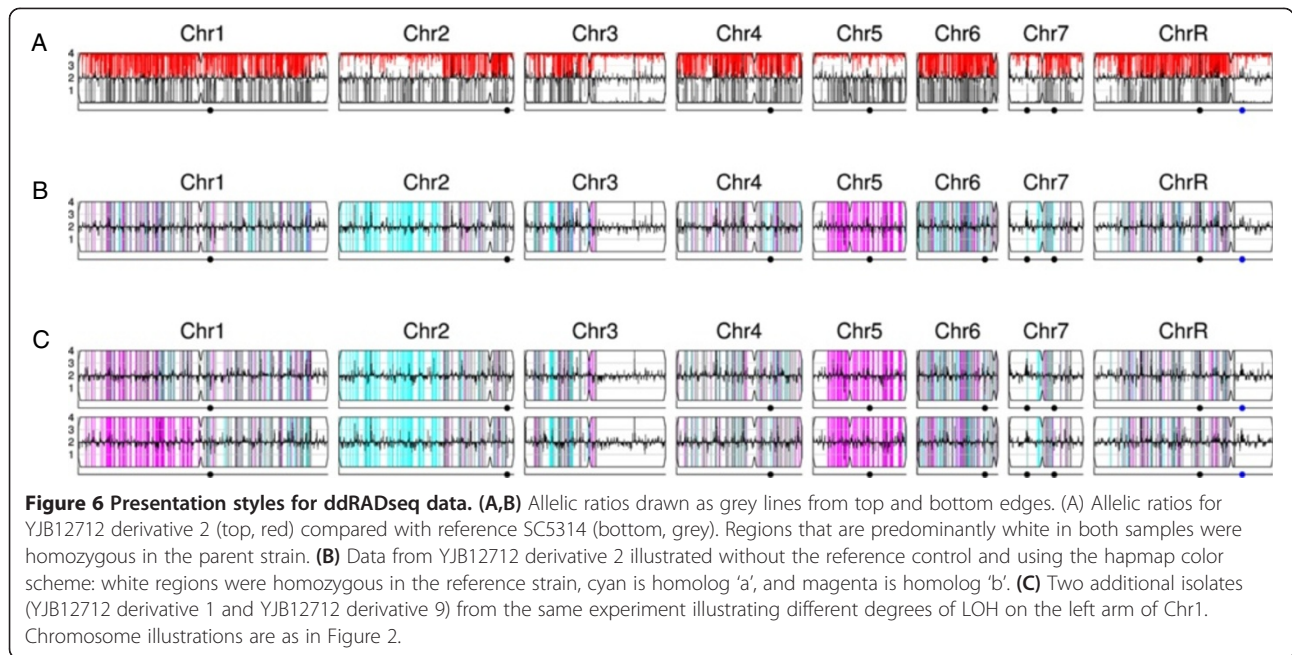 A
Chr1 Chr2 Chr3 Chr4 Chr5 Chr6 Chr7 ChrR
4
3
2
1
B
Chr1 Chr2 Chr3 Chr4 Chr5 Chr6 Chr7 ChrR
4
3
2
1
C
Chr1 Chr2 Chr3 Chr4 Chr5 Chr6 Chr7 ChrR
4
3
2
1
4
3
2
1
Figure 6 Presentation styles for ddRADseq data. (A,B) Allelic ratios drawn as grey lines from top and bottom edges. (A) Allelic ratios for
YJB12712 derivative 2 (top, red) compared with reference SC5314 (bottom, grey). Regions that are predominantly white in both samples were
homozygous in the parent strain. (B) Data from YJB12712 derivative 2 illustrated without the reference control and using the hapmap color
scheme: white regions were homozygous in the reference strain, cyan is homolog ‘a’, and magenta is homolog ‘b’. (C) Two additional isolates
(YJB12712 derivative 1 and YJB12712 derivative 9) from the same experiment illustrating different degrees of LOH on the left arm of Chr1.
Chromosome illustrations are as in Figure 2.